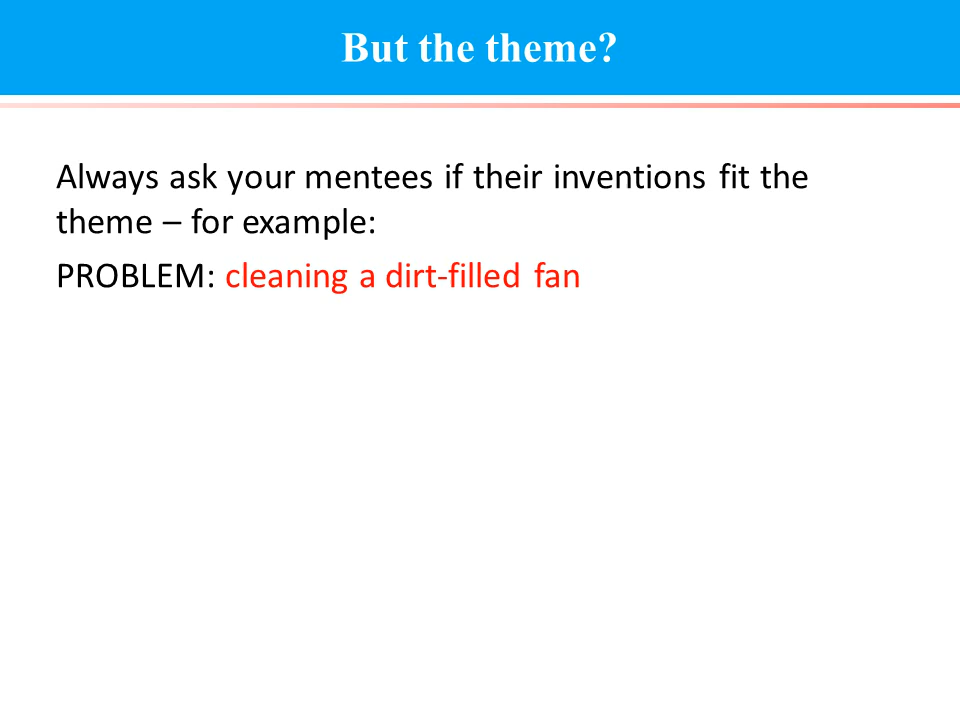 But the theme?
Always ask your mentees if their inventions fit the
theme – for example:
PROBLEM: cleaning a dirt-filled fan